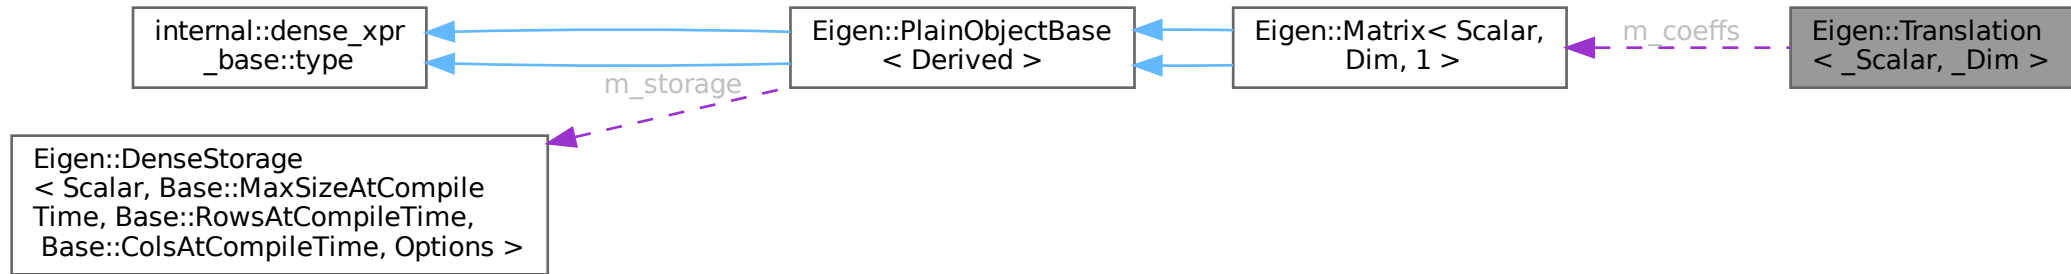 internal::dense_xpr
_base::type
Eigen::PlainObjectBase
< Derived >
Eigen::Matrix< Scalar,
Dim, 1 >
m_coeffs
Eigen::Translation
< _Scalar, _Dim >
m_storage
Eigen::DenseStorage
< Scalar, Base::MaxSizeAtCompile
Time, Base::RowsAtCompileTime,
Base::ColsAtCompileTime, Options >